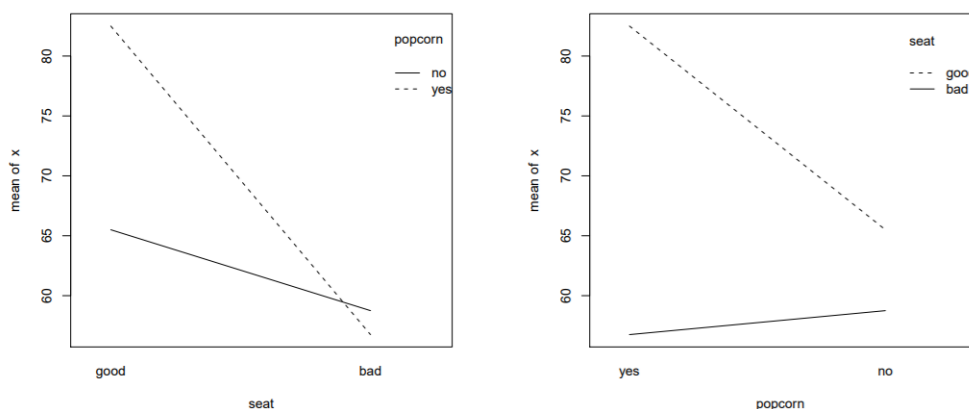 popcorn
no
yes
80
75
70
65
60
mean of x
good
bad
seat
seat
good
bad
80
75
70
65
60
mean of x
yes
no
popcorn